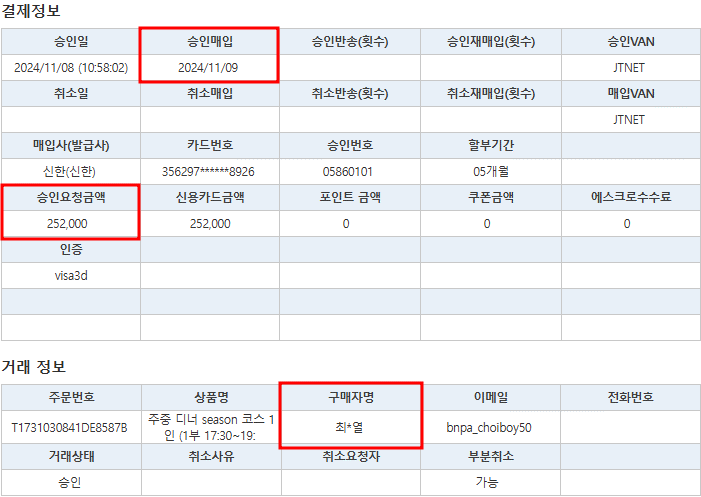 결제정보
승인일 승인매입 승인반송(횟수) 승인재매입(횟수) 승인VAN
2024/11/08 (10:58:02) 2024/11/09 JTNET
취소일 취소매입 취소반송(횟수) 취소재매입(횟수) 매입VAN
JTNET
매입사(발급사) 카드번호 승인번호 할부기간
신한(신한) 356297******8926 05860101 05개월
승인요청금액 신용카드금액 포인트 금액 쿠폰금액 에스크로수수료
252,000 252,000 0 0 0
인증
visa3d
거래 정보
주문번호 상품명 구매자명 이메일 전화번호
T1731030841DE8587B 주중 디너 season 코스 1 최*열 bnpa_choiboy50
인 (1부 17:30~19:
거래상태 취소사유 취소요청자 부분취소
승인 가능